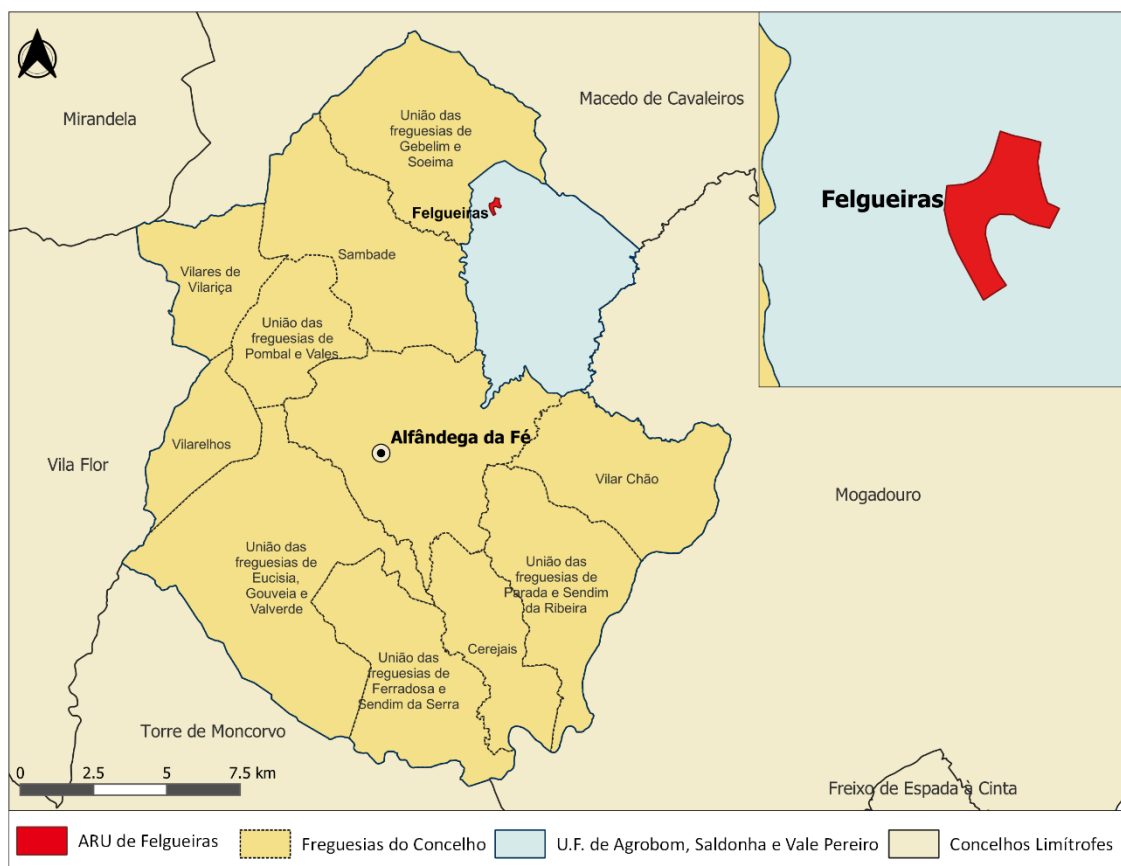 Mirandela
Macedo de Cavaleiros
União das
freguesias de
Gebelim e
Soeima
Felgueiras
Felgueiras
Sambade
Vilares de
Vilariça
União das
freguesias de
Pombal e Vales
Vilarelhos
Alfândega da Fé
Vila Flor
Vilar Chão
Mogadouro
União das
freguesias de
Eucisia,
Gouveia e
Valverde
União das
freguesias de
Parada e Sendim
da Ribeira
Cerejais
União das
freguesias de
Ferradosa e
Sendim da Serra
Torre de Moncorvo
0 2.5 5 7.5 km
Freixo de Espada à Cinta
ARU de Felgueiras
Freguesias do Concelho
U.F. de Agrobom, Saldonha e Vale Pereiro
Concelhos Limítrofes